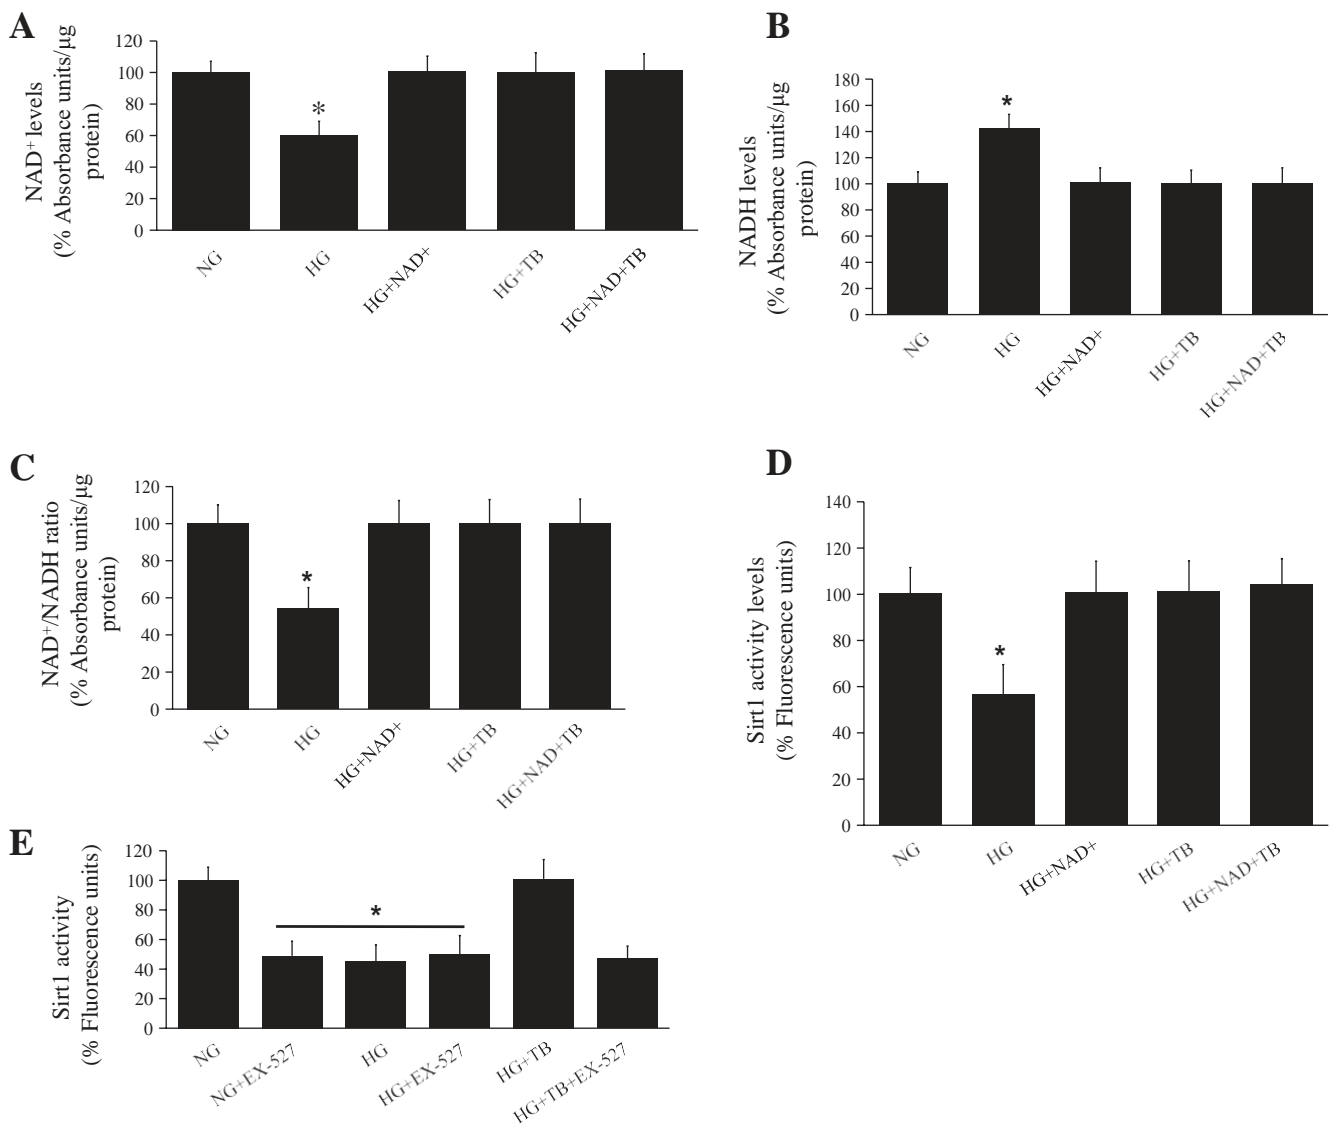 A
NAD+ levels
(% Absorbance units/µg
protein)
120
100
80
60
40
20
0
*
NG
HG
HG+NAD+
HG+TB
HG+NAD+TB
B
NADH levels
(% Absorbance units/µg
protein)
180
160
140
120
100
80
60
40
20
0
*
NG
HG
HG+NAD+
HG+TB
HG+NAD+TB
C
NAD+/NADH ratio
(% Absorbance units/µg
protein)
120
100
80
60
40
20
0
*
NG
HG
HG+NAD+
HG+TB
HG+NAD+TB
D
Sirt1 activity levels
(% Fluorescence units)
140
120
100
80
60
40
20
0
*
NG
HG
HG+NAD+
HG+TB
HG+NAD+TB
E
Sirt1 activity
(% Fluorescence units)
120
100
80
60
40
20
0
*
NG
NG+EX-527
HG
HG+EX-527
HG+TB
HG+TB+EX-527